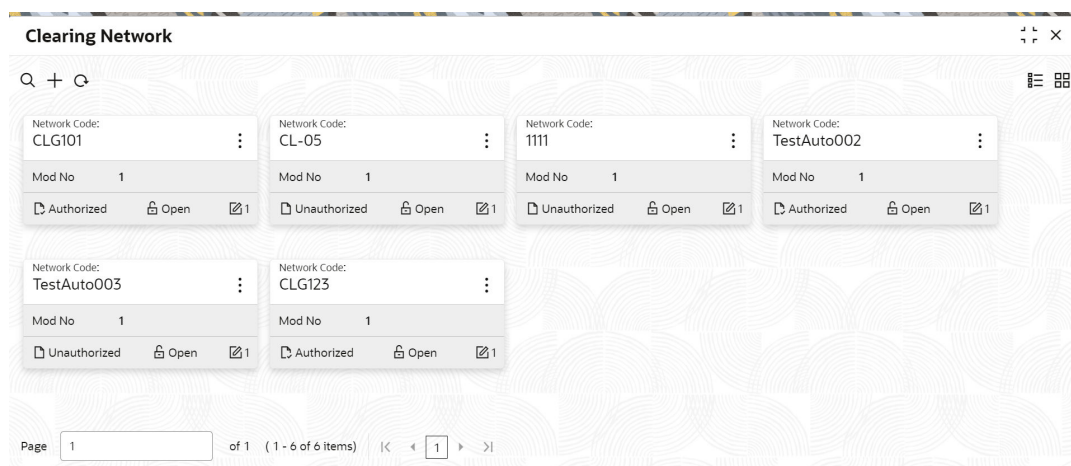 Clearing Network
Network Code: Network Code: Network Code: Network Code:
CLG101 CL-05 1111 TestAuto002
Mod No 1 Mod No 1 Mod No 1 Mod No 1
Authorized Open 1 Unauthorized Open 1 Unauthorized Open 1 Authorized Open 1
Network Code: Network Code:
TestAuto003 CLG123
Mod No 1 Mod No 1
Unauthorized Open 1 Authorized Open 1
Page 1 of 1 ( 1 - 6 of 6 items) 1